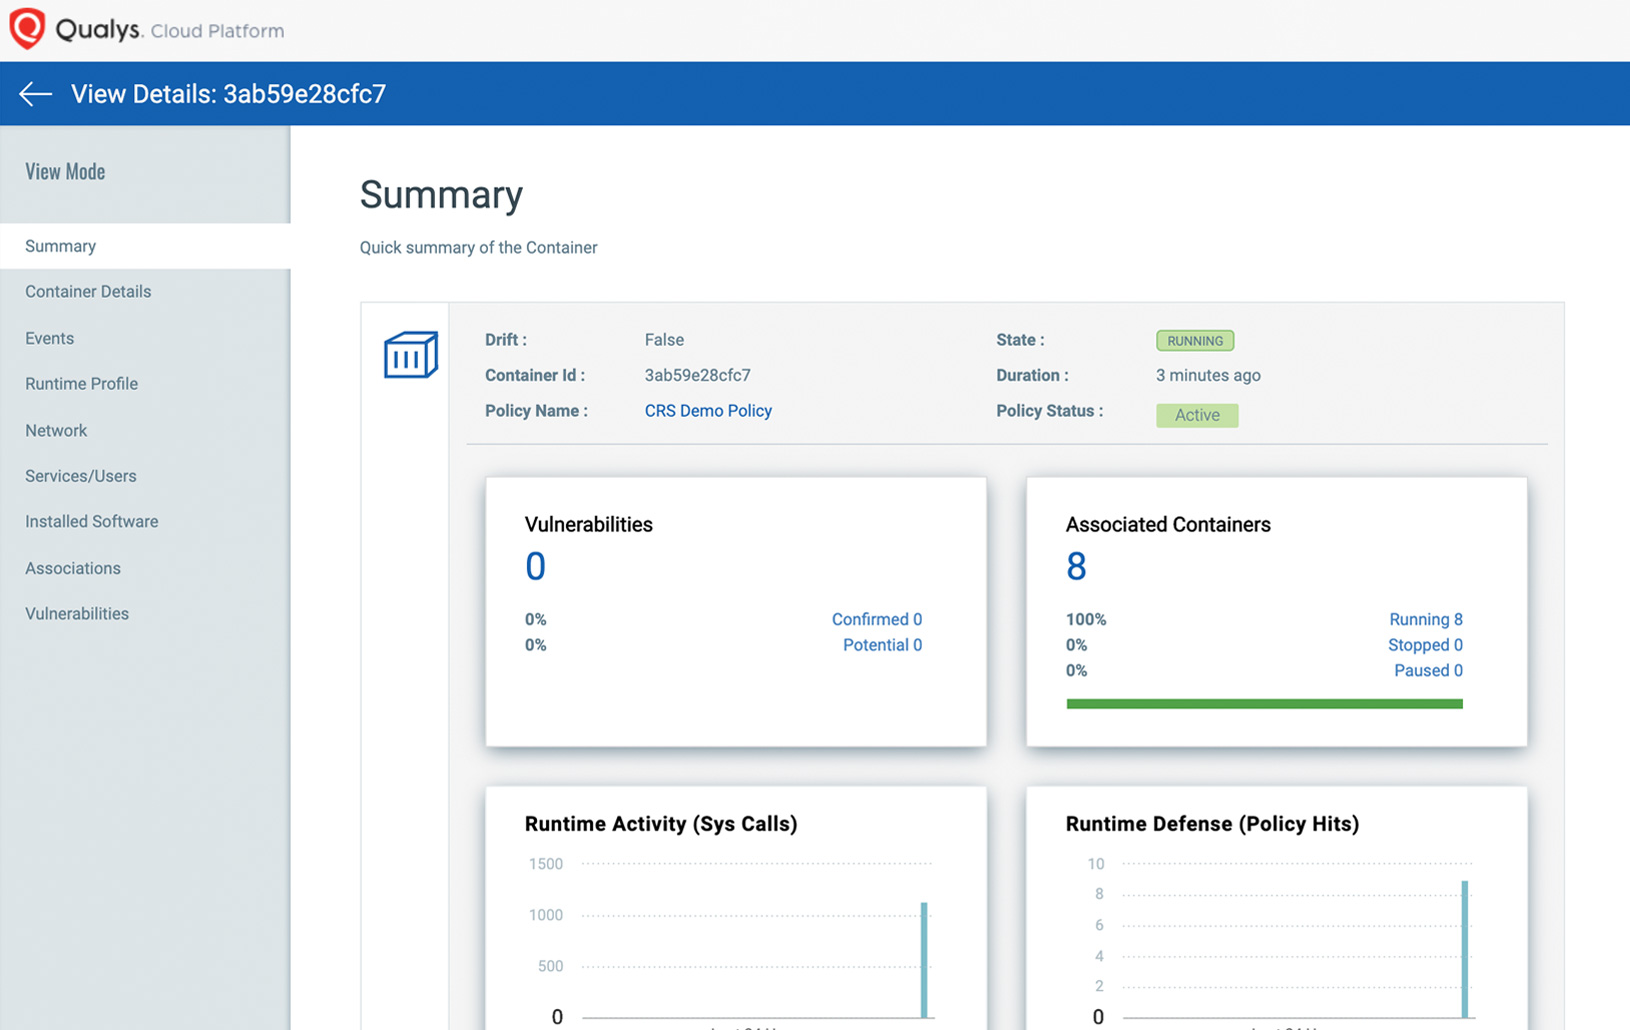 Qualys. Cloud Platform
View Details: 3ab59e28cfc7
View Mode
Summary
Container Details
Events
Runtime Profile
Network
Services/Users
Installed Software
Associations
Vulnerabilities
Summary
Quick summary of the Container
Drift : False
Container Id : 3ab59e28cfc7
Policy Name : CRS Demo Policy
State : RUNNING
Duration : 3 minutes ago
Policy Status : Active
Vulnerabilities
0
0% Confirmed 0
0% Potential 0
Associated Containers
8
100% Running 8
0% Stopped 0
0% Paused 0
Runtime Activity (Sys Calls)
1500
1000
500
0
Runtime Defense (Policy Hits)
10
8
6
4
2
0